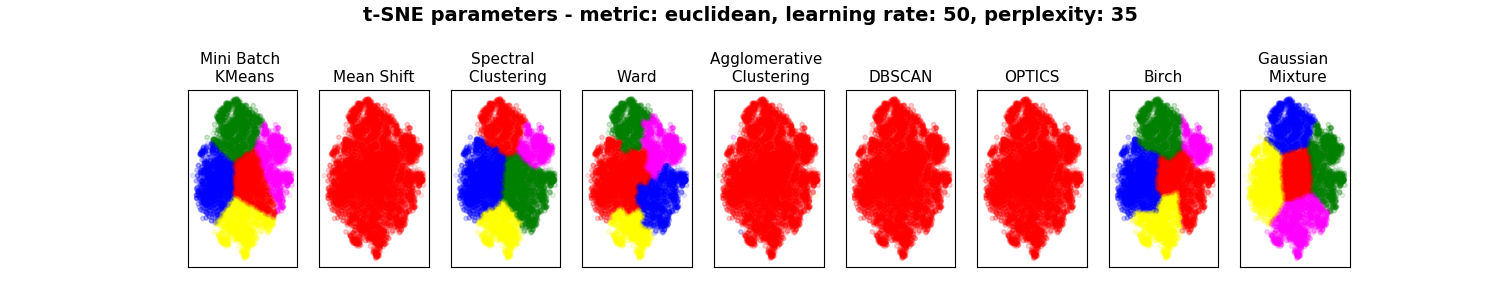 t-SNE parameters - metric: euclidean, learning rate: 50, perplexity: 35
Mini Batch
KMeans
Mean Shift
Spectral
Clustering
Ward
Agglomerative
Clustering
DBSCAN
OPTICS
Birch
Gaussian
Mixture